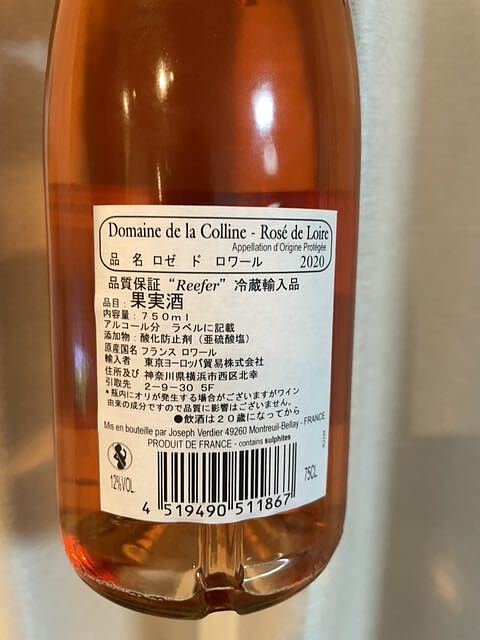 Domaine de la Colline - Rosé de Loire
Appellation d'Origine Protégée
品 名 ロゼ ド ロワール 2020
品質保証 “Reefer” 冷蔵輸入品
品目：果実酒
内容量：７５０ｍｌ
アルコール分 ラベルに記載
添加物：酸化防止剤（亜硫酸塩）
原産国名 フランス ロワール
輸入者 東京ヨーロッパ貿易株式会社
住所及び 神奈川県横浜市西区北幸
引取先 ２−９−３０ ５Ｆ
＊瓶内にオリが発生する場合がございますがワイン
由来の成分ですので品質に影響はございません。
●飲酒は２０歳になってから
Mis en bouteille par Joseph Verdier 49260 Montreuil-Bellay - FRANCE
PRODUIT DE FRANCE - contains sulphites
12%VOL
75CL
4 519490 511867